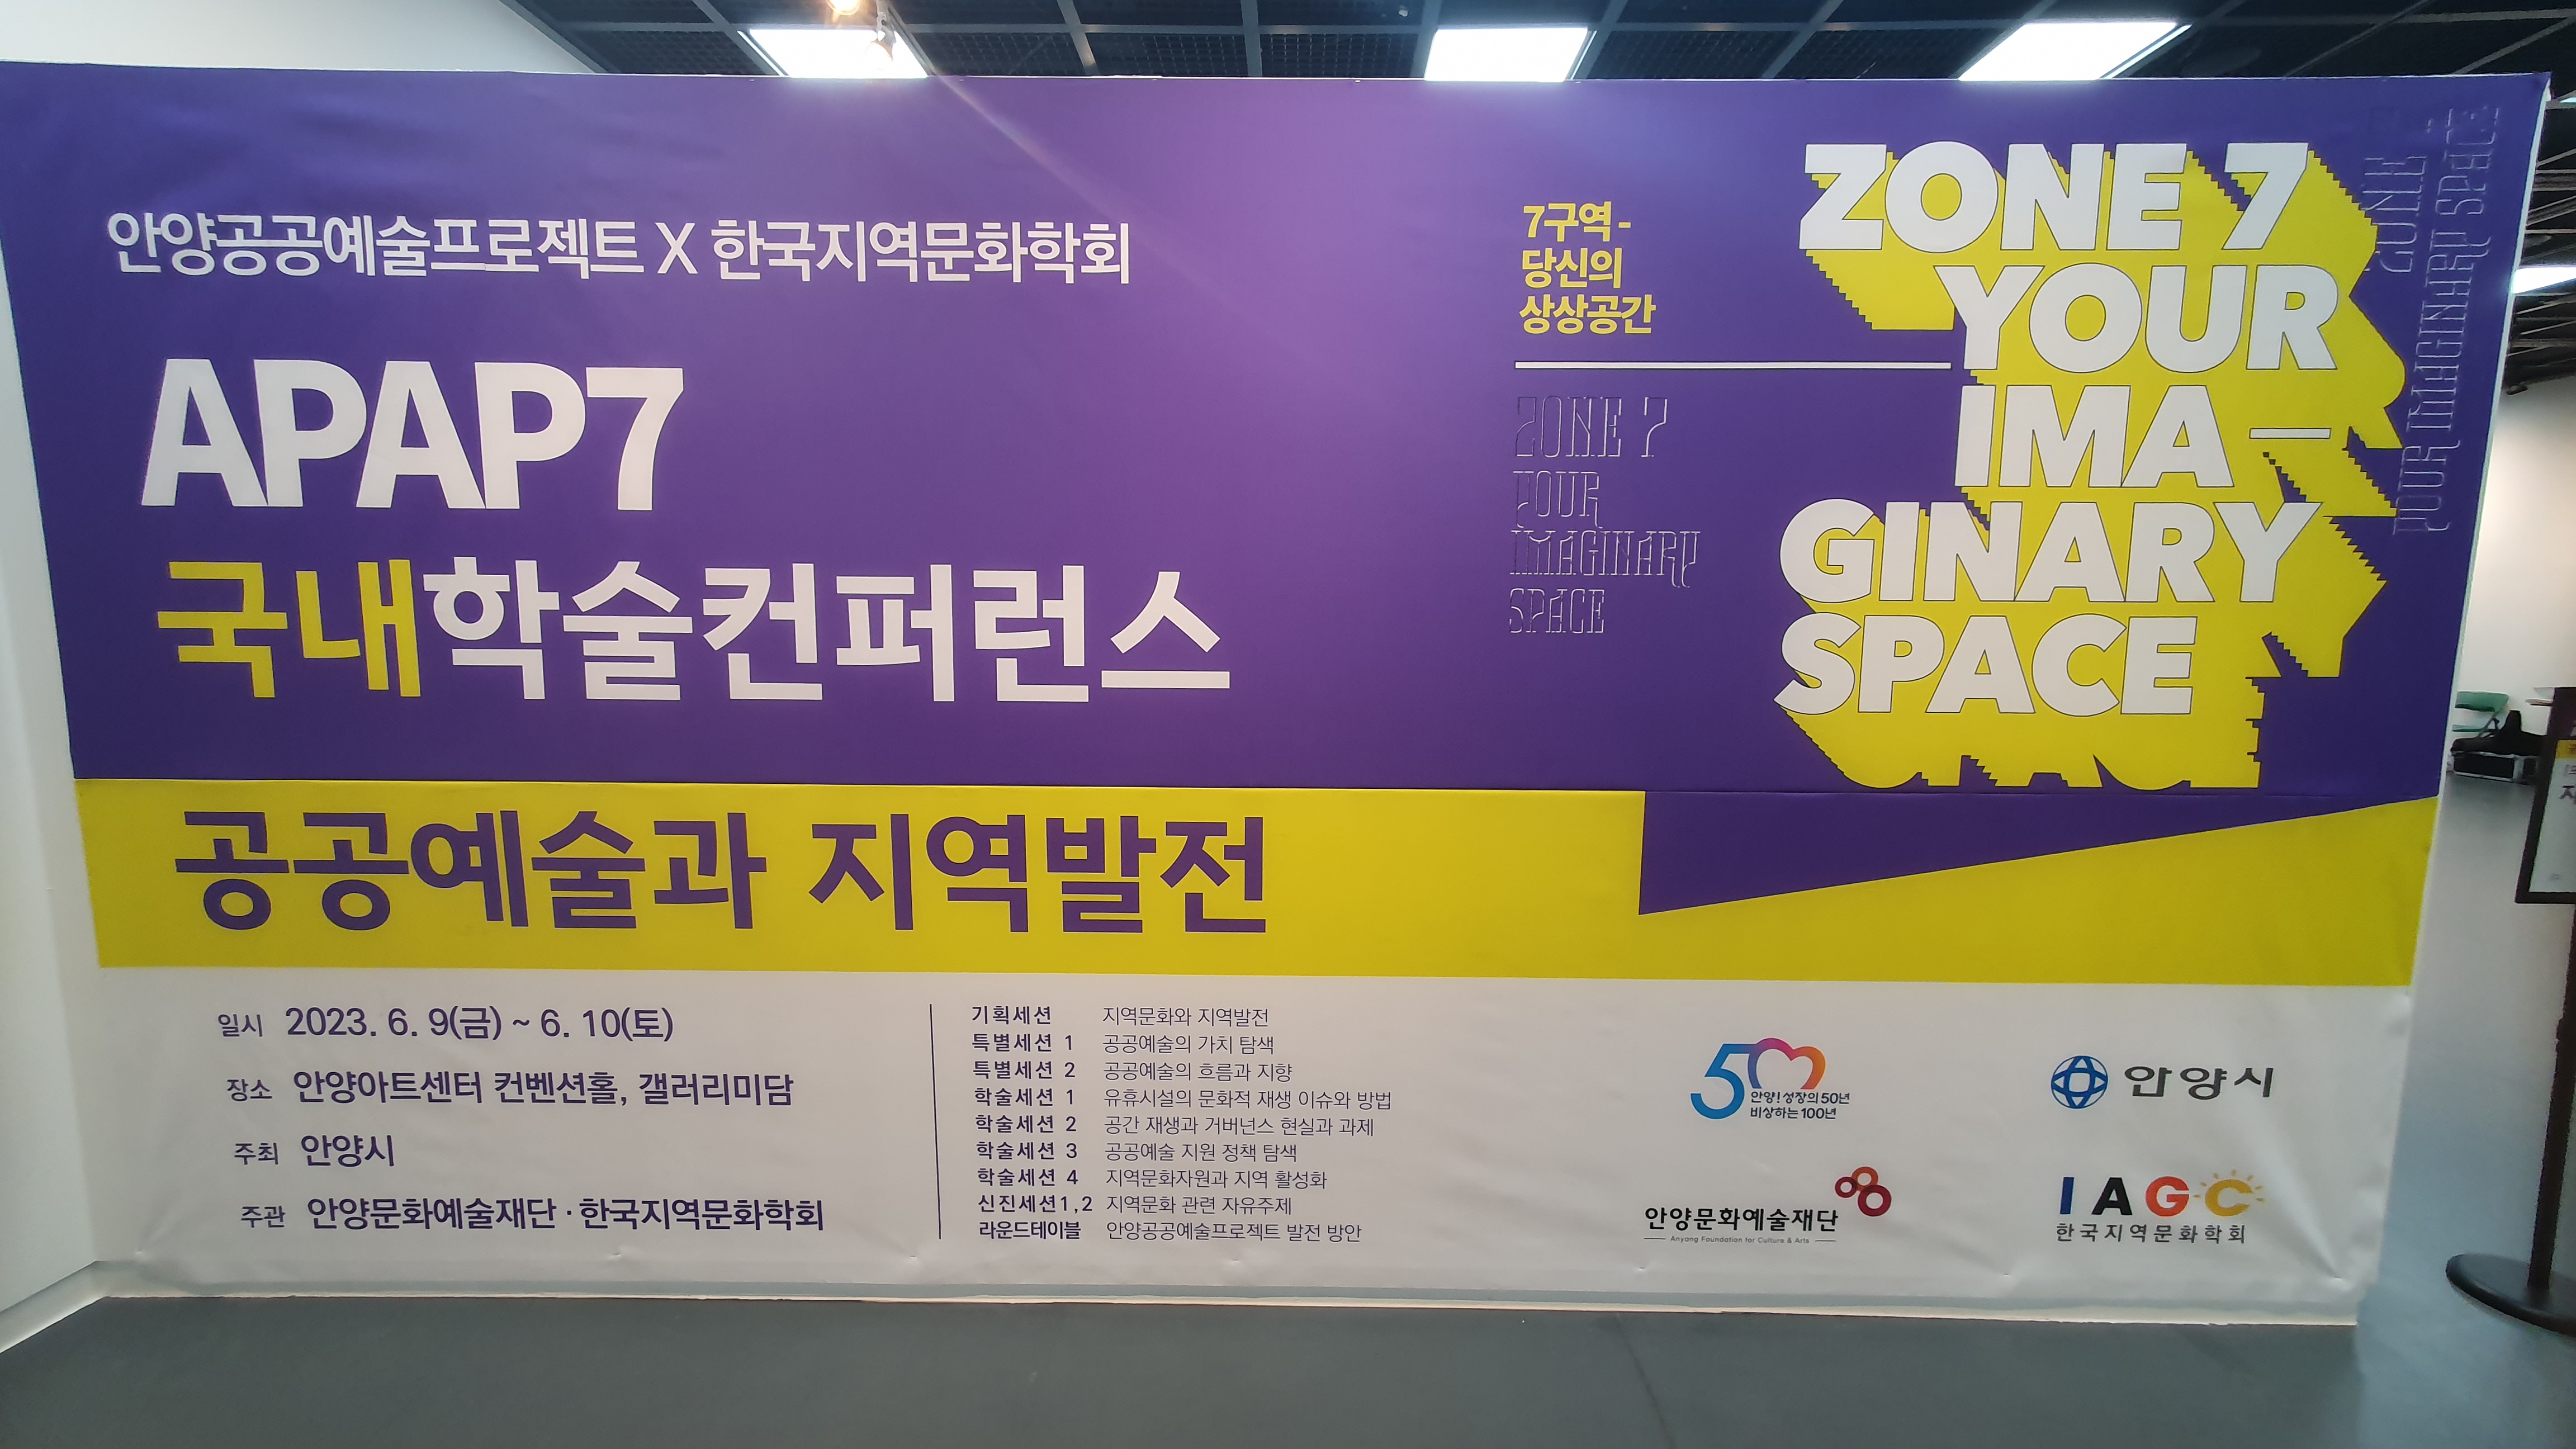 안양공공예술프로젝트 X 한국지역문화학회
APAP7
국내학술컨퍼런스
공공예술과 지역발전
7구역-
당신의
상상공간
ZONE 7
YOUR
IMAGINARY
SPACE
ZONE 7
YOUR
IMA—
GINARY
SPACE
ZONE 7
YOUR IMAGINARY SPACE
일시 2023. 6. 9(금) ~ 6. 10(토)
장소 안양아트센터 컨벤션홀, 갤러리미담
주최 안양시
주관 안양문화예술재단 · 한국지역문화학회
기획세션 지역문화와 지역발전
특별세션 1 공공예술의 가치 탐색
특별세션 2 공공예술의 흐름과 지향
학술세션 1 유휴시설의 문화적 재생 이슈와 방법
학술세션 2 공간 재생과 거버넌스 현실과 과제
학술세션 3 공공예술 지원 정책 탐색
학술세션 4 지역문화자원과 지역 활성화
신진세션1,2 지역문화 관련 자유주제
라운드테이블 안양공공예술프로젝트 발전 방안
50
안양! 성장의 50년
비상하는 100년
안양시
안양문화예술재단
Anyang Foundation for Culture & Arts
IAGC
한국지역문화학회